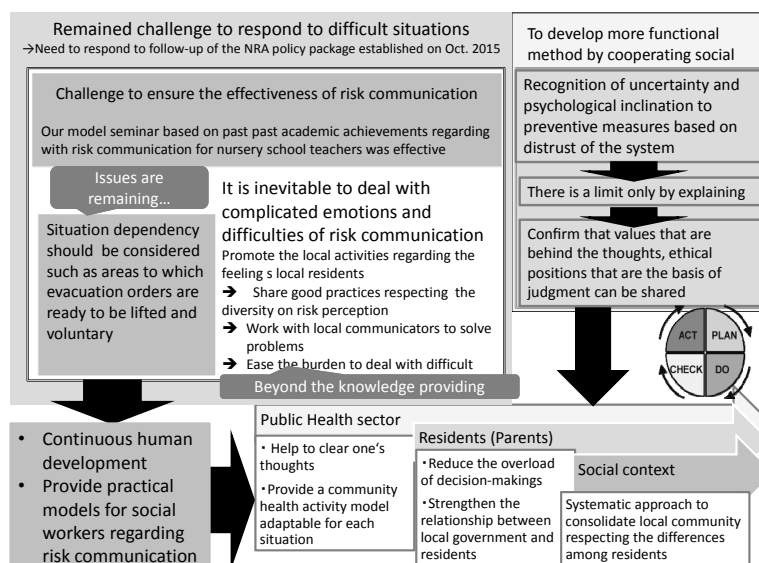 Remained challenge to respond to difficult situations
→Need to respond to follow-up of the NRA policy package established on Oct. 2015
Challenge to ensure the effectiveness of risk communication
Our model seminar based on past past academic achievements regarding
with risk communication for nursery school teachers was effective
Issues are
remaining…
Situation dependency
should be considered
such as areas to which
evacuation orders are
ready to be lifted and
voluntary
It is inevitable to deal with
complicated emotions and
difficulties of risk communication
Promote the local activities regarding the
feeling s local residents
➔ Share good practices respecting the
diversity on risk perception
➔ Work with local communicators to solve
problems
➔ Ease the burden to deal with difficult
Beyond the knowledge providing
To develop more functional
method by cooperating social
Recognition of uncertainty and
psychological inclination to
preventive measures based on
distrust of the system
There is a limit only by explaining
Confirm that values that are
behind the thoughts, ethical
positions that are the basis of
judgment can be shared
ACT PLAN
CHECK DO
• Continuous human
development
• Provide practical
models for social
workers regarding
risk communication
Public Health sector
・Help to clear one‘s
thoughts
・Provide a community
health activity model
adaptable for each
situation
Residents (Parents)
・Reduce the overload
of decision-makings
・Strengthen the
relationship between
local government and
residents
Social context
Systematic approach to
consolidate local community
respecting the differences
among residents